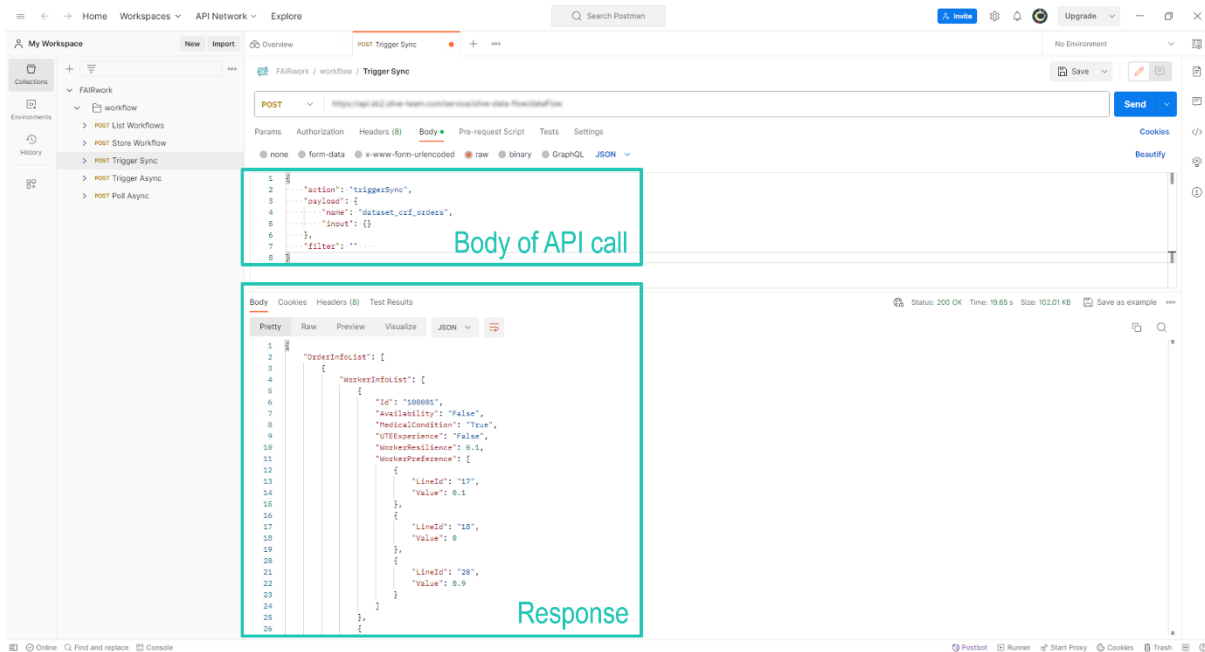 Home Workspaces API Network Explore Search Postman Invite Upgrade
My Workspace New Import Overview POST Trigger Sync No Environment
Collections
Environments
History
FAIRwork
workflow
POST List Workflows
POST Store Workflow
POST Trigger Sync
POST Trigger Async
POST Poll Async
FAIRwork / workflow / Trigger Sync Save
POST Send
Params Authorization Headers (8) Body Pre-request Script Tests Settings Cookies
none form-data x-www-form-urlencoded raw binary GraphQL JSON Beautify
1 {
2 "action": "triggerSync",
3 "payload": {
4 "name": "dataset_crf_orders",
5 "input": {}
6 },
7 "filter": ""
8 }
Body of API call
Body Cookies Headers (8) Test Results Status: 200 OK Time: 19.65 s Size: 102.01 KB Save as example
Pretty Raw Preview Visualize JSON
1 {
2 "OrderInfoList": [
3 {
4 "WorkerInfoList": [
5 {
6 "Id": "100001",
7 "Availability": "False",
8 "MedicalCondition": "True",
9 "UTEExperience": "False",
10 "WorkerResilience": 0.1,
11 "WorkerPreference": [
12 {
13 "LineId": "17",
14 "Value": 0.1
15 },
16 {
17 "LineId": "18",
18 "Value": 0
19 },
20 {
21 "LineId": "20",
22 "Value": 0.9
23 }
24 ]
25 },
26 {
Response
Online Find and replace Console Postbot Runner Start Proxy Cookies Trash